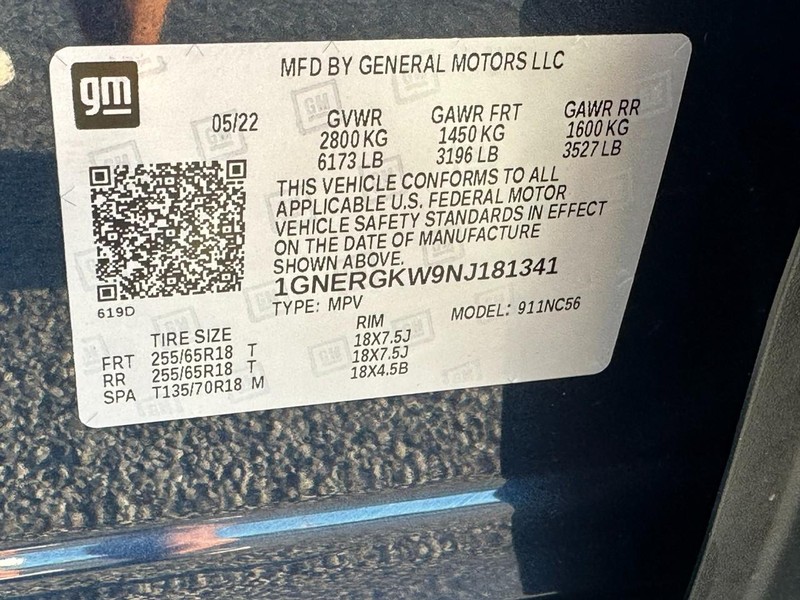 gm
MFD BY GENERAL MOTORS LLC
05/22
GVWR
2800 KG
6173 LB
GAWR FRT
1450 KG
3196 LB
GAWR RR
1600 KG
3527 LB
THIS VEHICLE CONFORMS TO ALL
APPLICABLE U.S. FEDERAL MOTOR
VEHICLE SAFETY STANDARDS IN EFFECT
ON THE DATE OF MANUFACTURE
SHOWN ABOVE.
1GNERGKW9NJ181341
TYPE: MPV
MODEL: 911NC56
619D
TIRE SIZE RIM
FRT 255/65R18 T 18X7.5J
RR 255/65R18 T 18X7.5J
SPA T135/70R18 M 18X4.5B